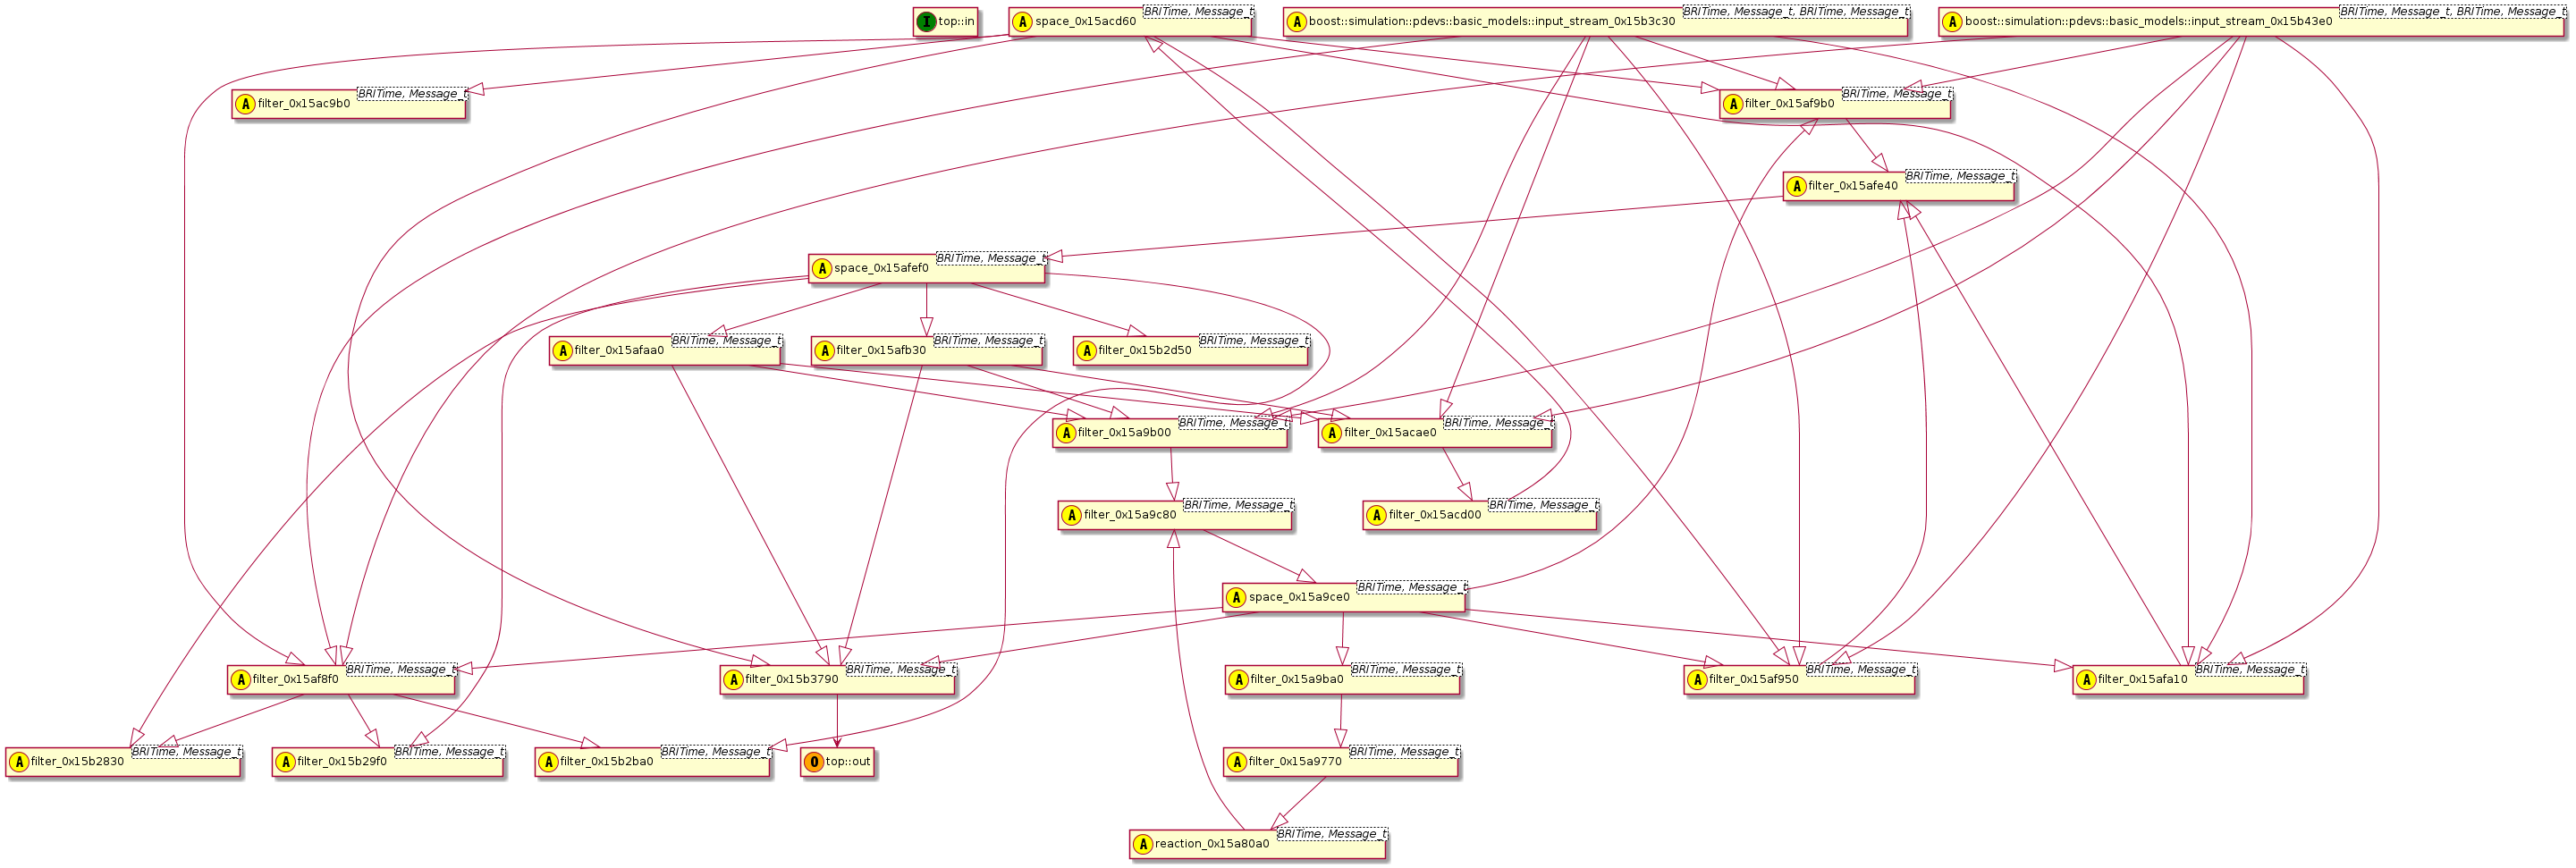 I top::in
A space_0x15acd60 BRITime, Message_t
A boost::simulation::pdevs::basic_models::input_stream_0x15b3c30 BRITime, Message_t, BRITime, Message_t
A boost::simulation::pdevs::basic_models::input_stream_0x15b43e0 BRITime, Message_t, BRITime, Message_t
A filter_0x15ac9b0 BRITime, Message_t
A filter_0x15af9b0 BRITime, Message_t
A filter_0x15afe40 BRITime, Message_t
A space_0x15afef0 BRITime, Message_t
A filter_0x15afaa0 BRITime, Message_t
A filter_0x15afb30 BRITime, Message_t
A filter_0x15b2d50 BRITime, Message_t
A filter_0x15a9b00 BRITime, Message_t
A filter_0x15acae0 BRITime, Message_t
A filter_0x15a9c80 BRITime, Message_t
A filter_0x15acd00 BRITime, Message_t
A space_0x15a9ce0 BRITime, Message_t
A filter_0x15af8f0 BRITime, Message_t
A filter_0x15b3790 BRITime, Message_t
A filter_0x15a9ba0 BRITime, Message_t
A filter_0x15af950 BRITime, Message_t
A filter_0x15afa10 BRITime, Message_t
A filter_0x15b2830 BRITime, Message_t
A filter_0x15b29f0 BRITime, Message_t
A filter_0x15b2ba0 BRITime, Message_t
O top::out
A filter_0x15a9770 BRITime, Message_t
A reaction_0x15a80a0 BRITime, Message_t